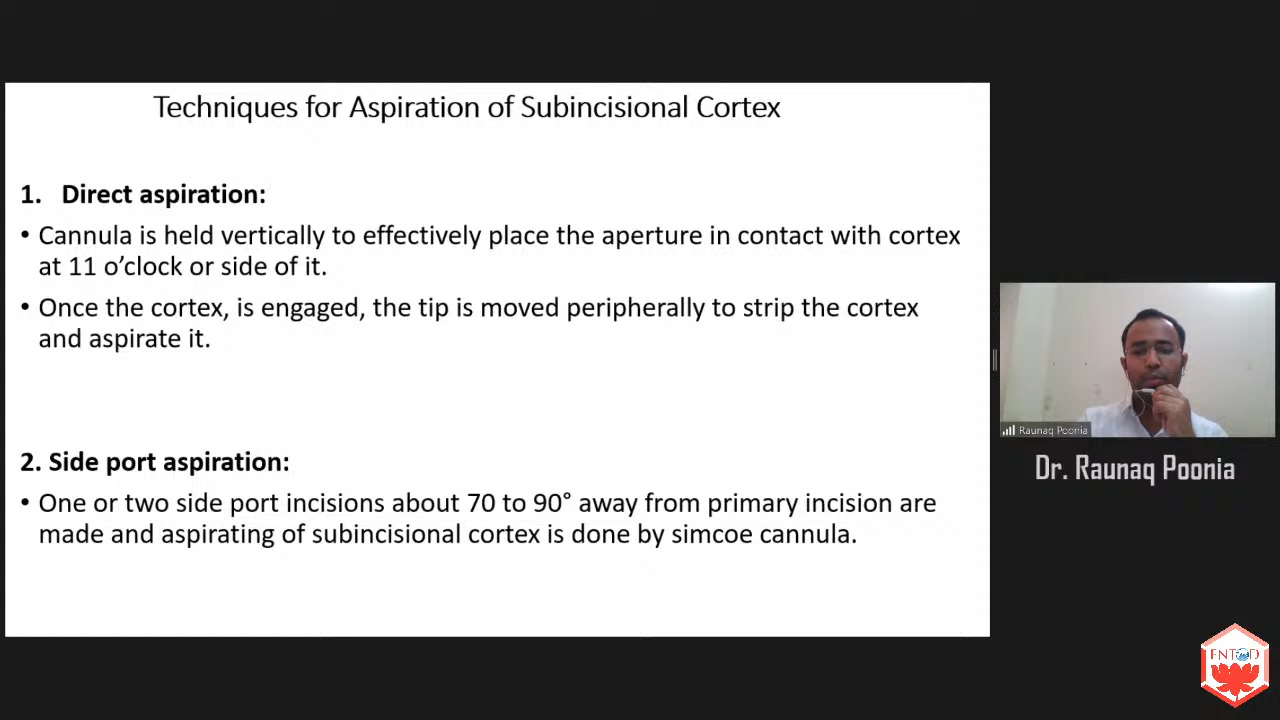 Techniques for Aspiration of Subincisional Cortex
1. Direct aspiration:
• Cannula is held vertically to effectively place the aperture in contact with cortex
at 11 o’clock or side of it.
• Once the cortex, is engaged, the tip is moved peripherally to strip the cortex
and aspirate it.
2. Side port aspiration:
• One or two side port incisions about 70 to 90° away from primary incision are
made and aspirating of subincisional cortex is done by simcoe cannula.
Raunaq Poonia
Dr. Raunaq Poonia
ENTOD